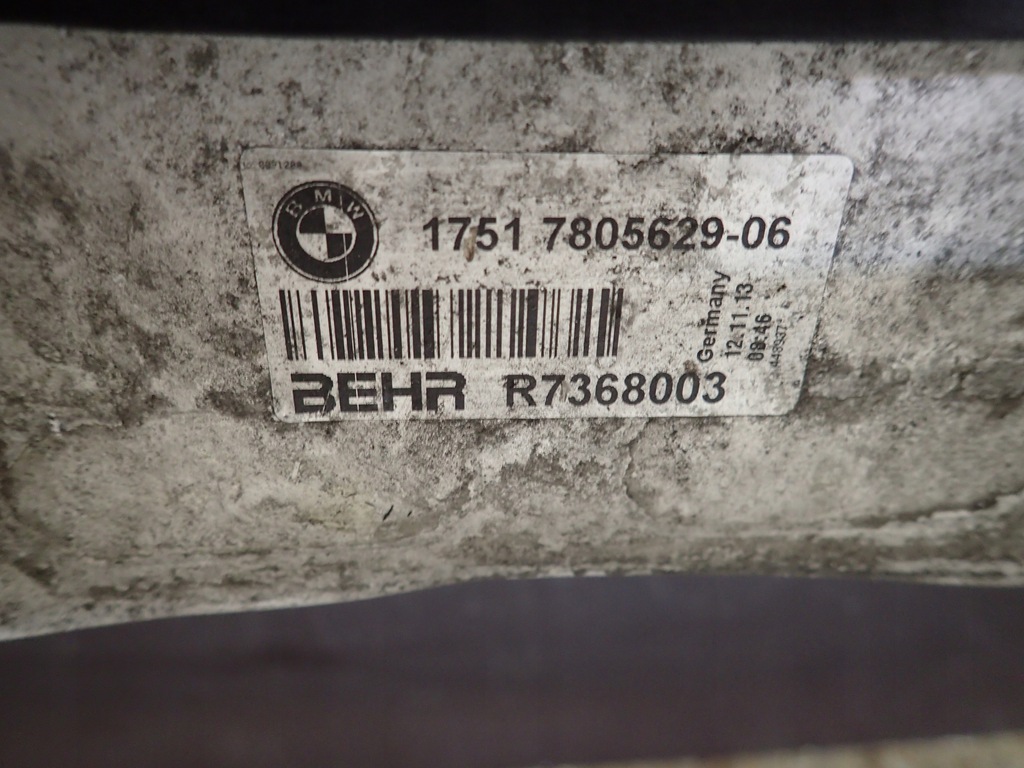 BMW
1751 7805629-06
BEHR R7368003
Germany
12.11.13
09:46